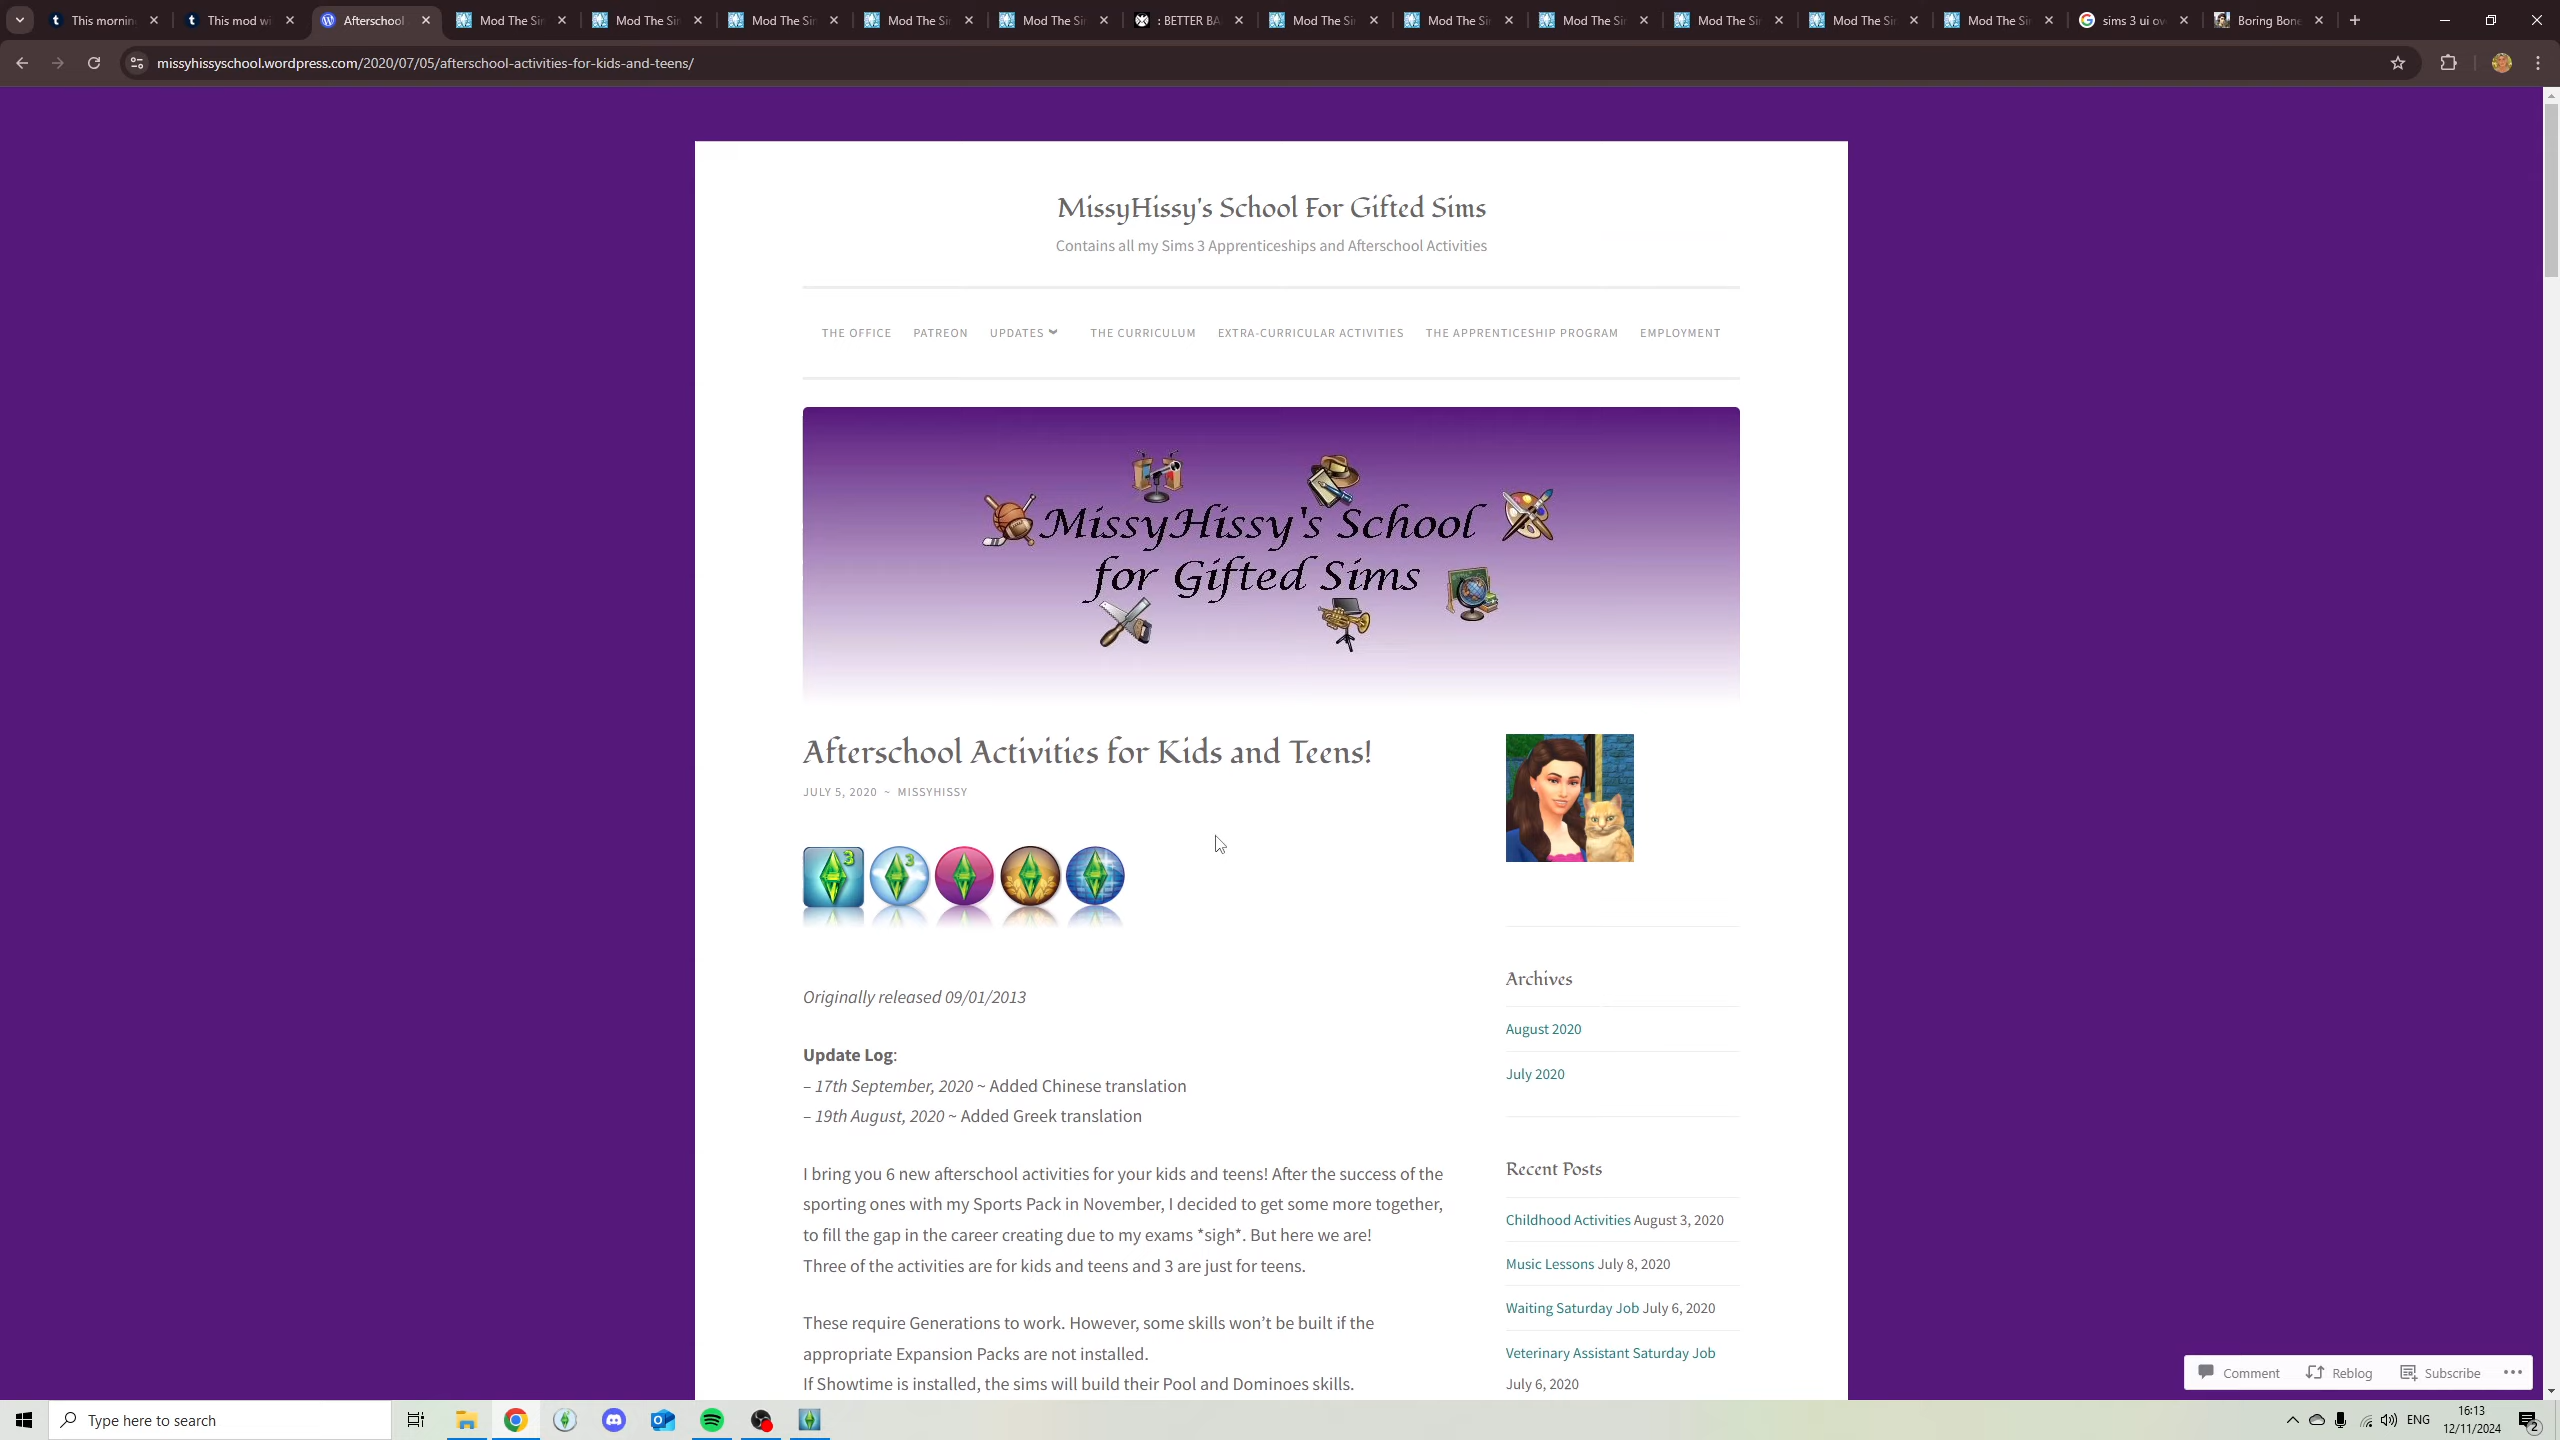 This mornin
This mod wi
Afterschool
Mod The Si
Mod The Si
Mod The Si
Mod The Si
Mod The Si
: BETTER BA
Mod The Si
Mod The Si
Mod The Si
Mod The Si
Mod The Si
Mod The Si
sims 3 ui ov
Boring Bone
missyhissyschool.wordpress.com/2020/07/05/afterschool-activities-for-kids-and-teens/
MissyHissy's School For Gifted Sims
Contains all my Sims 3 Apprenticeships and Afterschool Activities
THE OFFICE PATREON UPDATES THE CURRICULUM EXTRA-CURRICULAR ACTIVITIES THE APPRENTICESHIP PROGRAM EMPLOYMENT
MissyHissy's School
for Gifted Sims
Afterschool Activities for Kids and Teens!
JULY 5, 2020 ~ MISSYHISSY
3
3
Originally released 09/01/2013
Update Log:
– 17th September, 2020 ~ Added Chinese translation
– 19th August, 2020 ~ Added Greek translation
I bring you 6 new afterschool activities for your kids and teens! After the success of the
sporting ones with my Sports Pack in November, I decided to get some more together,
to fill the gap in the career creating due to my exams *sigh*. But here we are!
Three of the activities are for kids and teens and 3 are just for teens.
These require Generations to work. However, some skills won’t be built if the
appropriate Expansion Packs are not installed.
If Showtime is installed, the sims will build their Pool and Dominoes skills.
Archives
August 2020
July 2020
Recent Posts
Childhood Activities August 3, 2020
Music Lessons July 8, 2020
Waiting Saturday Job July 6, 2020
Veterinary Assistant Saturday Job
July 6, 2020
Comment Reblog Subscribe
Type here to search
ENG
16:13
12/11/2024
2